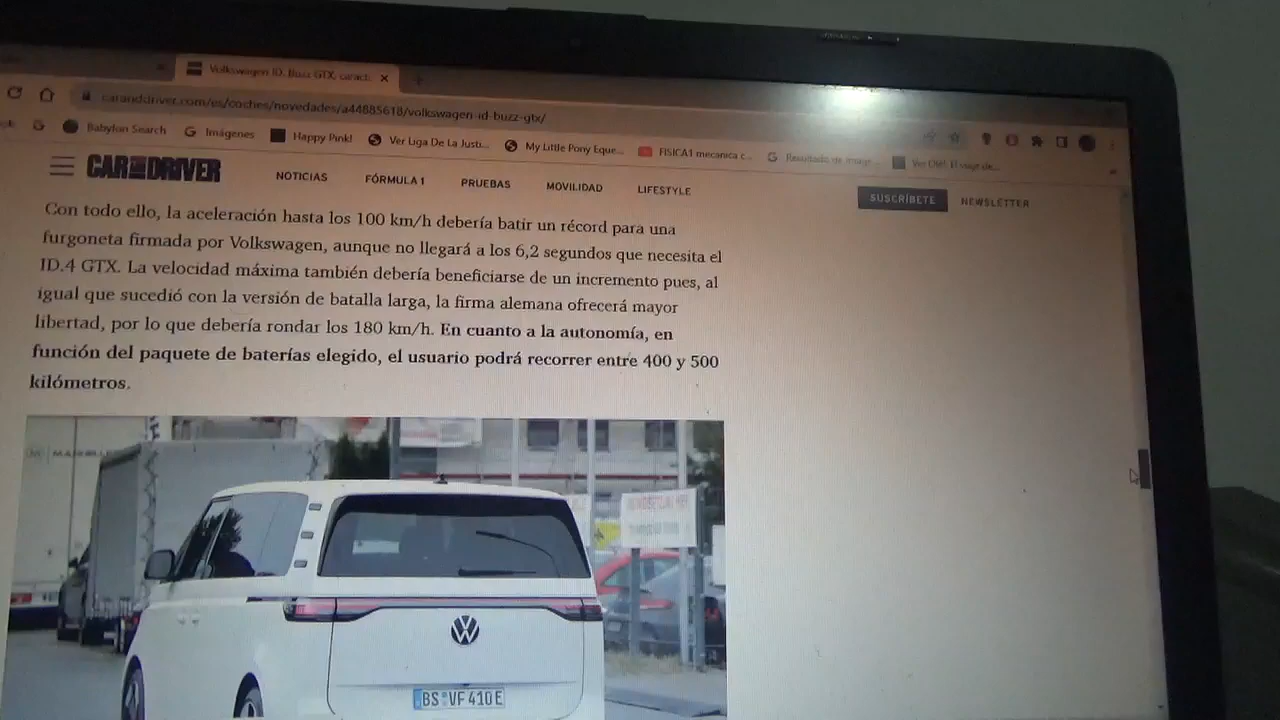 Volkswagen ID. Buzz GTX, caract
carandriver.com/es/coches/novedades/a44885618/volkswagen-id-buzz-gtx/
Babylon Search
Imágenes
Happy Pink!
Ver Liga De La Justi...
My Little Pony Eque...
FISICA1 mecanica c...
Resultado de image...
CAR AND DRIVER
NOTICIAS
FÓRMULA 1
PRUEBAS
MOVILIDAD
LIFESTYLE
SUSCRÍBETE
NEWSLETTER
Con todo ello, la aceleración hasta los 100 km/h debería batir un récord para una
furgoneta firmada por Volkswagen, aunque no llegará a los 6,2 segundos que necesita el
ID.4 GTX. La velocidad máxima también debería beneficiarse de un incremento pues, al
igual que sucedió con la versión de batalla larga, la firma alemana ofrecerá mayor
libertad, por lo que debería rondar los 180 km/h. En cuanto a la autonomía, en
función del paquete de baterías elegido, el usuario podrá recorrer entre 400 y 500
kilómetros.
BS VF 410E